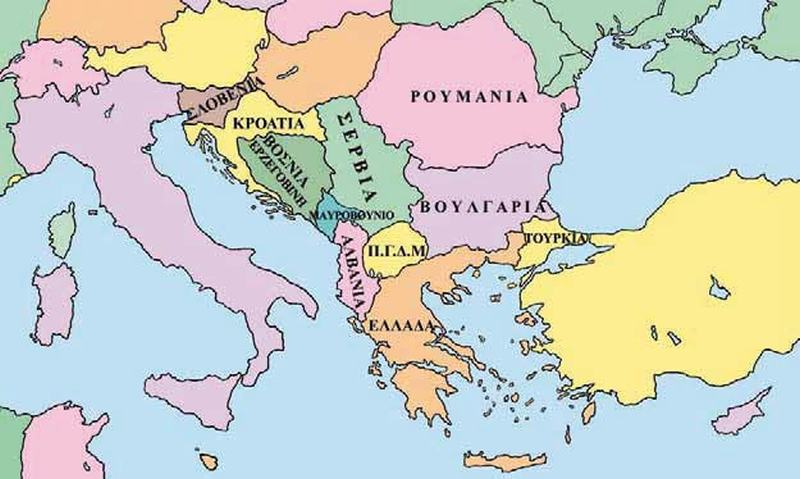 ΣΛΟΒΕΝΙΑ
ΡΟΥΜΑΝΙΑ
ΚΡΟΑΤΙΑ
ΣΕΡΒΙΑ
ΒΟΣΝΙΑ
ΕΡΖΕΓΟΒΙΝΗ
ΜΑΥΡΟΒΟΥΝΙΟ
ΒΟΥΛΓΑΡΙΑ
ΑΛΒΑΝΙΑ
Π.Γ.Δ.Μ
ΤΟΥΡΚΙΑ
ΕΛΛΑΔΑ